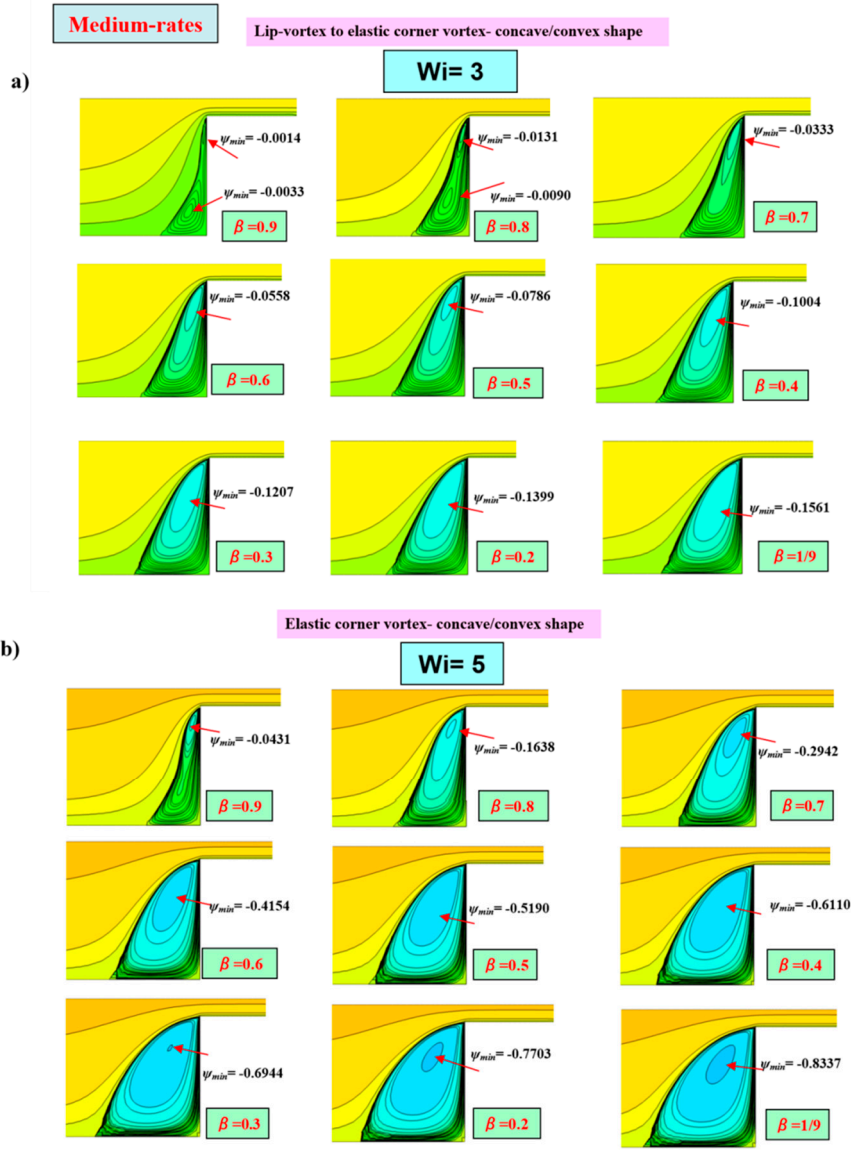 Medium-rates
Lip-vortex to elastic corner vortex- concave/convex shape
Wi= 3
a)
ψmin= -0.0014
ψmin= -0.0033
β=0.9
ψmin= -0.0131
ψmin= -0.0090
β=0.8
ψmin= -0.0333
β=0.7
ψmin= -0.0558
β=0.6
ψmin= -0.0786
β=0.5
ψmin= -0.1004
β=0.4
ψmin= -0.1207
β=0.3
ψmin= -0.1399
β=0.2
ψmin= -0.1561
β=1/9
Elastic corner vortex- concave/convex shape
b)
Wi= 5
ψmin= -0.0431
β=0.9
ψmin= -0.1638
β=0.8
ψmin= -0.2942
β=0.7
ψmin= -0.4154
β=0.6
ψmin= -0.5190
β=0.5
ψmin= -0.6110
β=0.4
ψmin= -0.6944
β=0.3
ψmin= -0.7703
β=0.2
ψmin= -0.8337
β=1/9